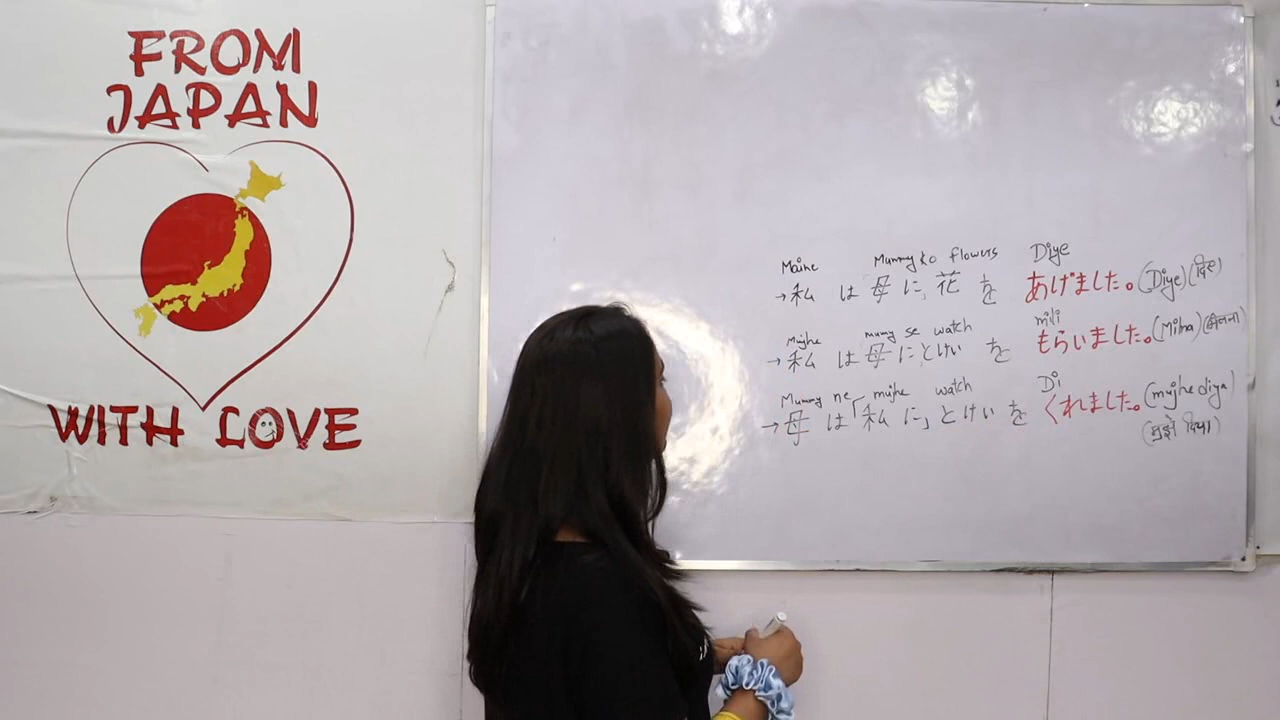 FROM
JAPAN
WITH LOVE
Maine Mummy ko flowers Diye
→私 は 母 に, 花 を あげました。(Diye)(दिए)
Mujhe mumy se watch mili
→私 は 母 にとけい を もらいました。(Milna)(मीलना)
Mummy ne mujhe watch Di
→母 は「私 に」とけいを くれました。(mujhe diya)
(मुझे दिया)